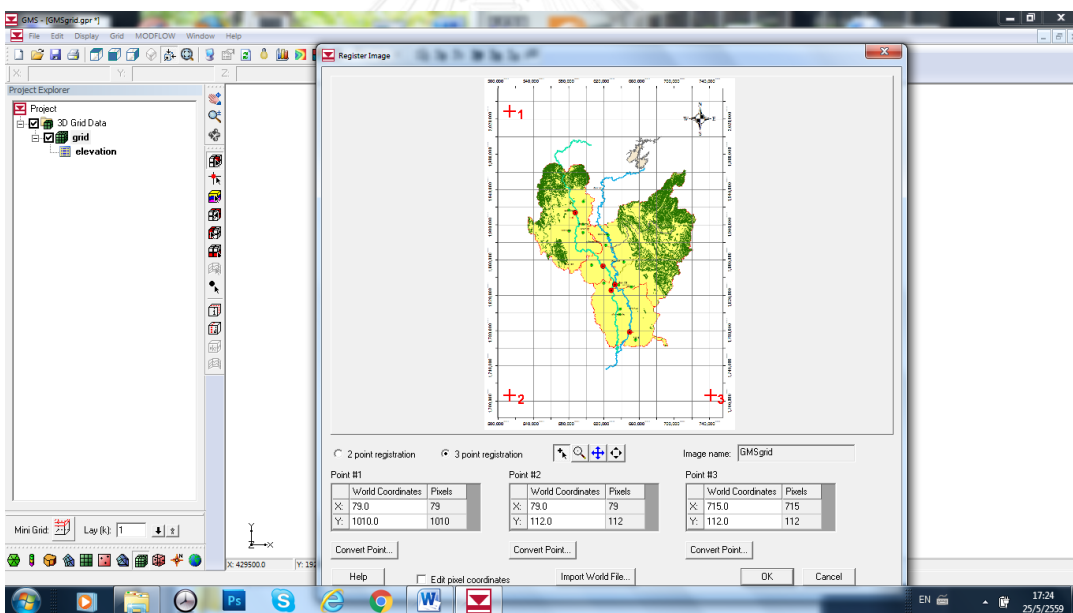 GMS - [GMSgrid.gpr *]
File Edit Display Grid MODFLOW Window Help
X: Y: Z:
Project Explorer
Project
3D Grid Data
grid
elevation
Mini Grid: Lay (k): 1
X: 429500.0 Y: 192
Register Image
1
2
3
2 point registration 3 point registration Image name: GMSgrid
Point #1 Point #2 Point #3
World Coordinates Pixels World Coordinates Pixels World Coordinates Pixels
X: 79.0 79 X: 79.0 79 X: 715.0 715
Y: 1010.0 1010 Y: 112.0 112 Y: 112.0 112
Convert Point... Convert Point... Convert Point...
Help Edit pixel coordinates Import World File... OK Cancel
EN 17:24
25/5/2559